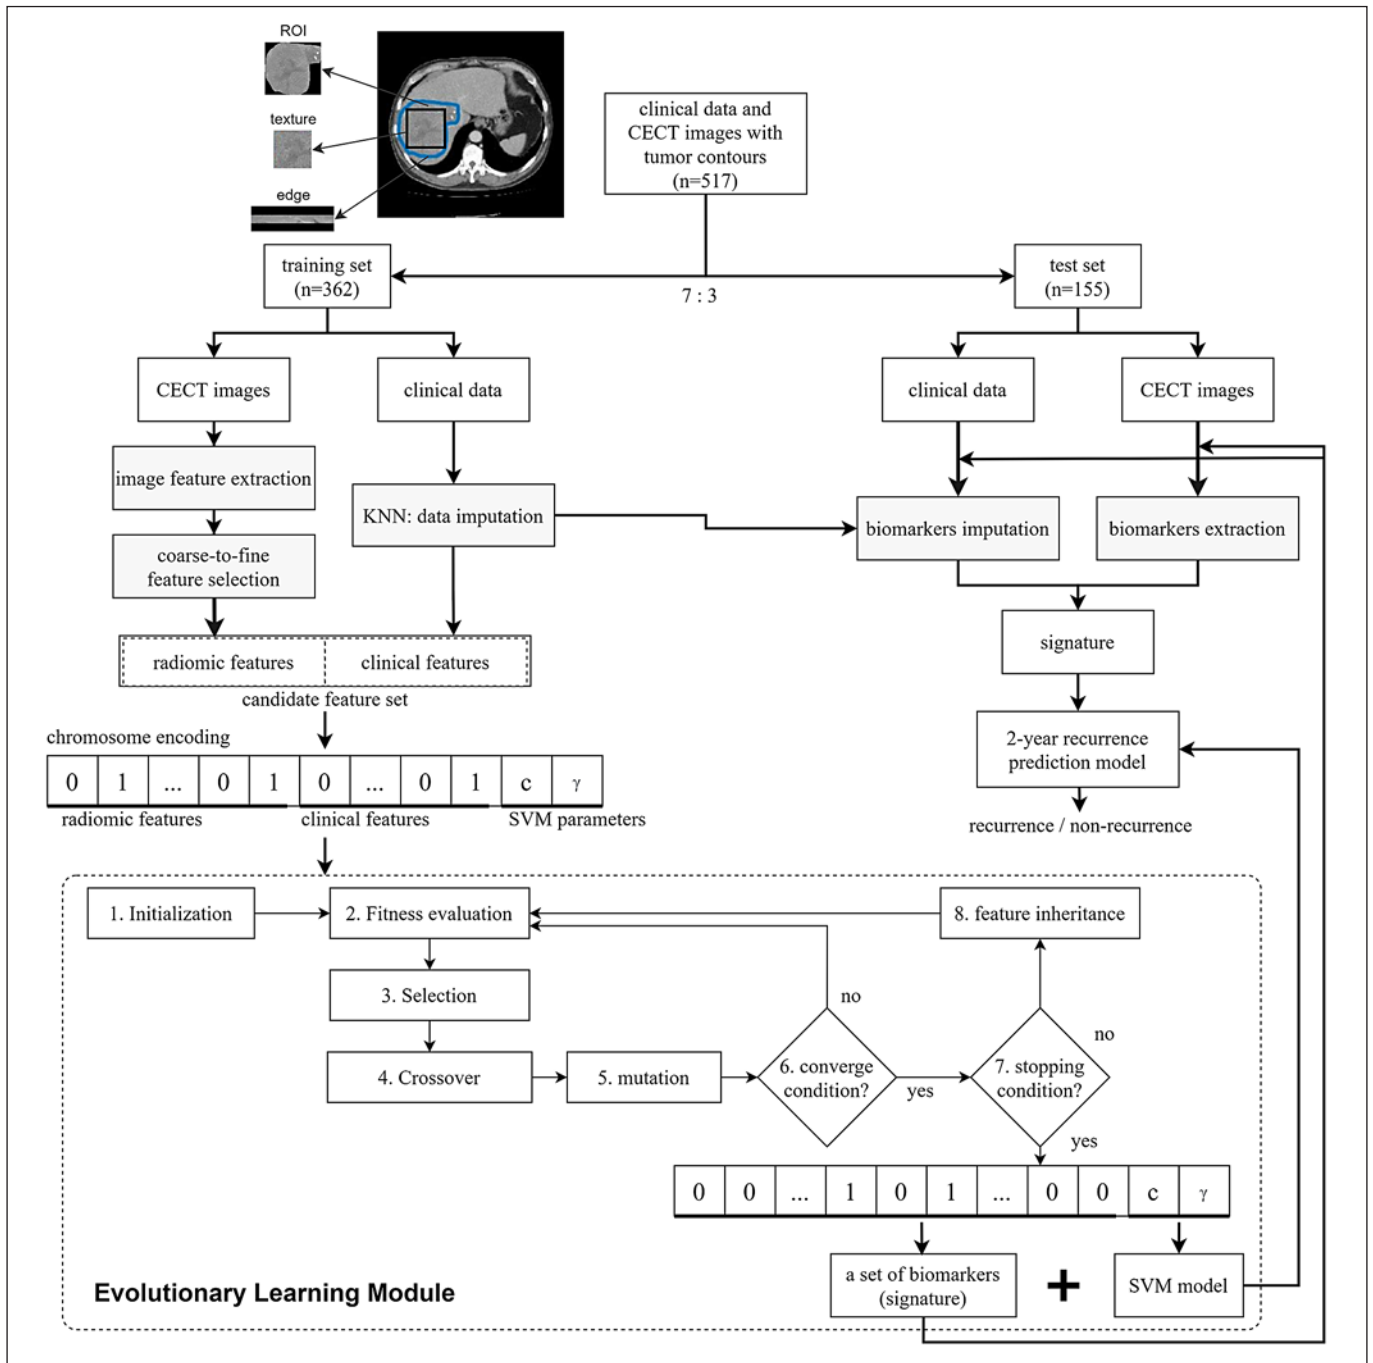 ROI
texture
edge
clinical data and
CECT images with
tumor contours
(n=517)
training set
(n=362)
7 : 3
test set
(n=155)
CECT images
clinical data
clinical data
CECT images
image feature extraction
KNN: data imputation
biomarkers imputation
biomarkers extraction
coarse-to-fine
feature selection
radiomic features
clinical features
candidate feature set
signature
2-year recurrence
prediction model
recurrence / non-recurrence
chromosome encoding
0 1 ... 0 1 0 ... 0 1 c γ
radiomic features
clinical features
SVM parameters
1. Initialization
2. Fitness evaluation
8. feature inheritance
3. Selection
no
no
4. Crossover
5. mutation
6. converge
condition?
yes
7. stopping
condition?
yes
0 0 ... 1 0 1 ... 0 0 c γ
a set of biomarkers
(signature)
+
SVM model
Evolutionary Learning Module